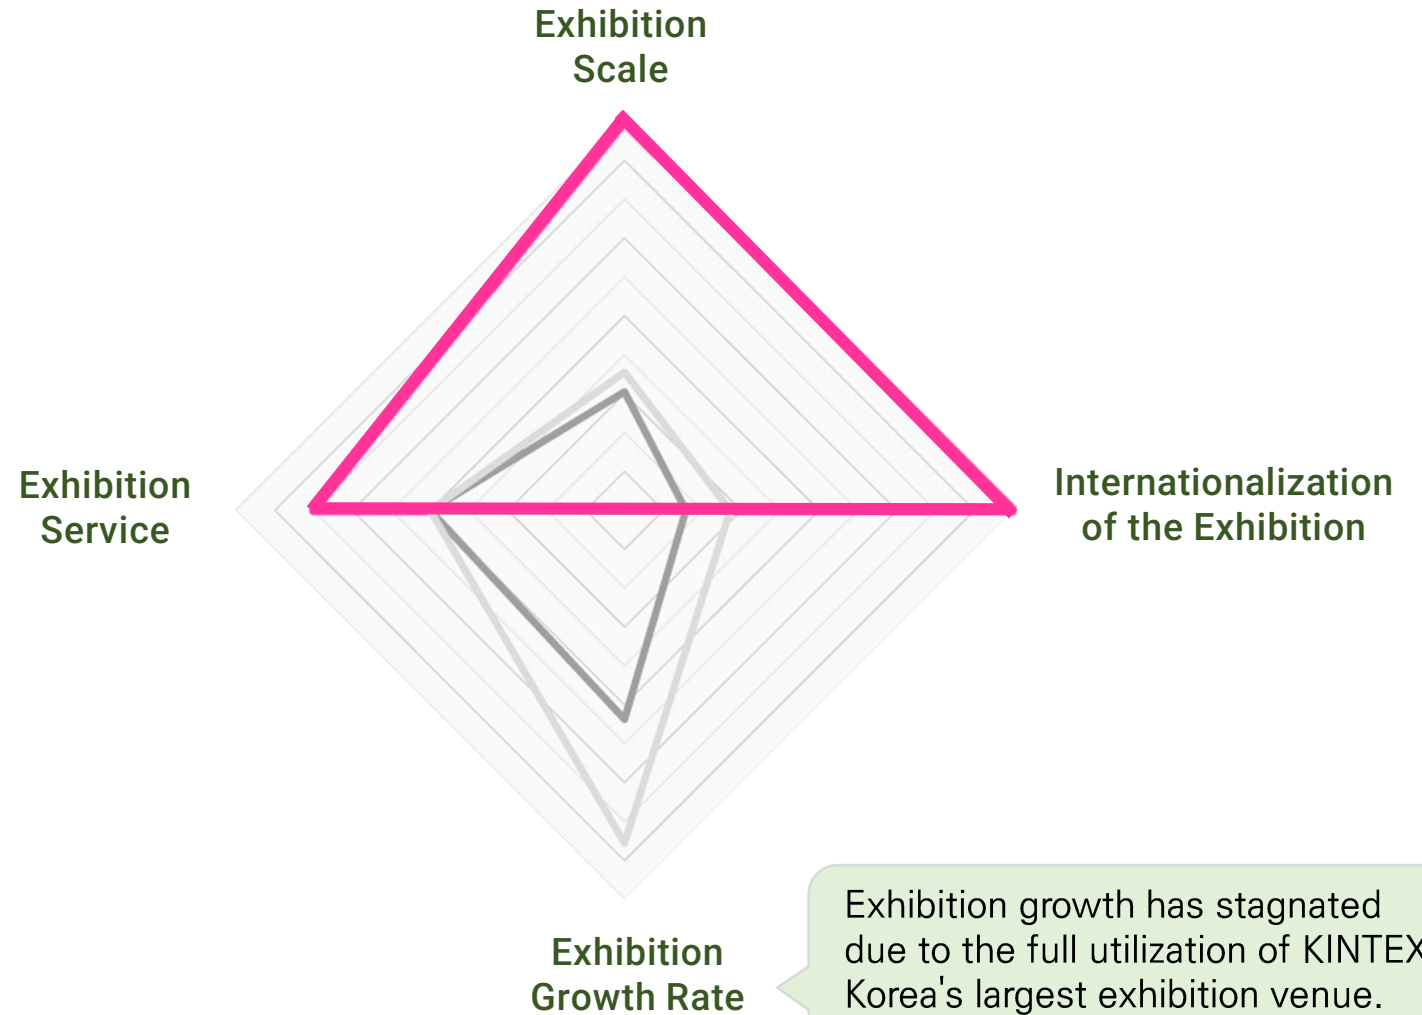 Exhibition
Scale
Exhibition
Service
Internationalization
of the Exhibition
Exhibition
Growth Rate
Exhibition growth has stagnated
due to the full utilization of KINTEX
Korea's largest exhibition venue.